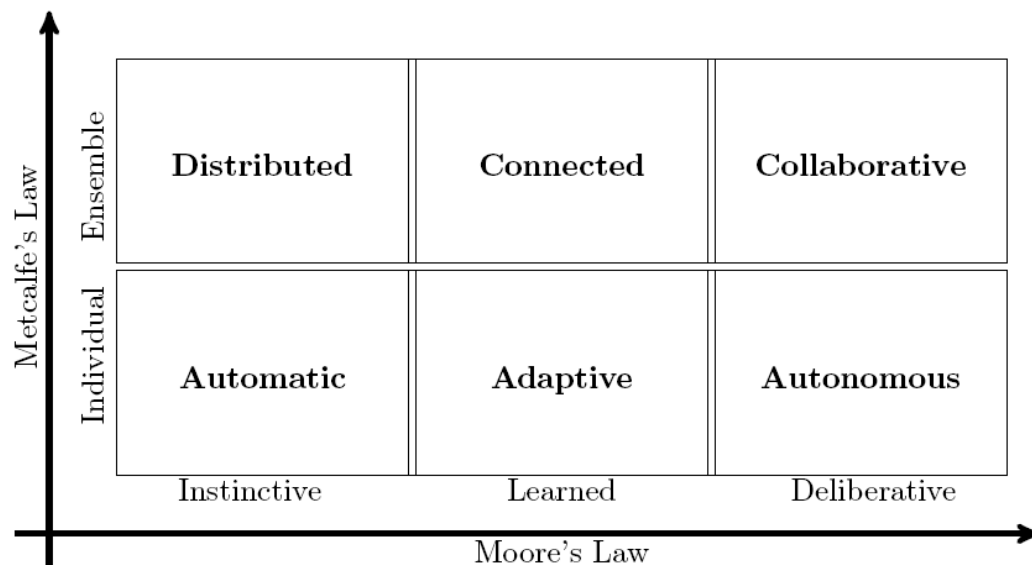 Metcalfe's Law
Ensemble
Distributed
Connected
Collaborative
Individual
Automatic
Adaptive
Autonomous
Instinctive
Learned
Deliberative
Moore's Law